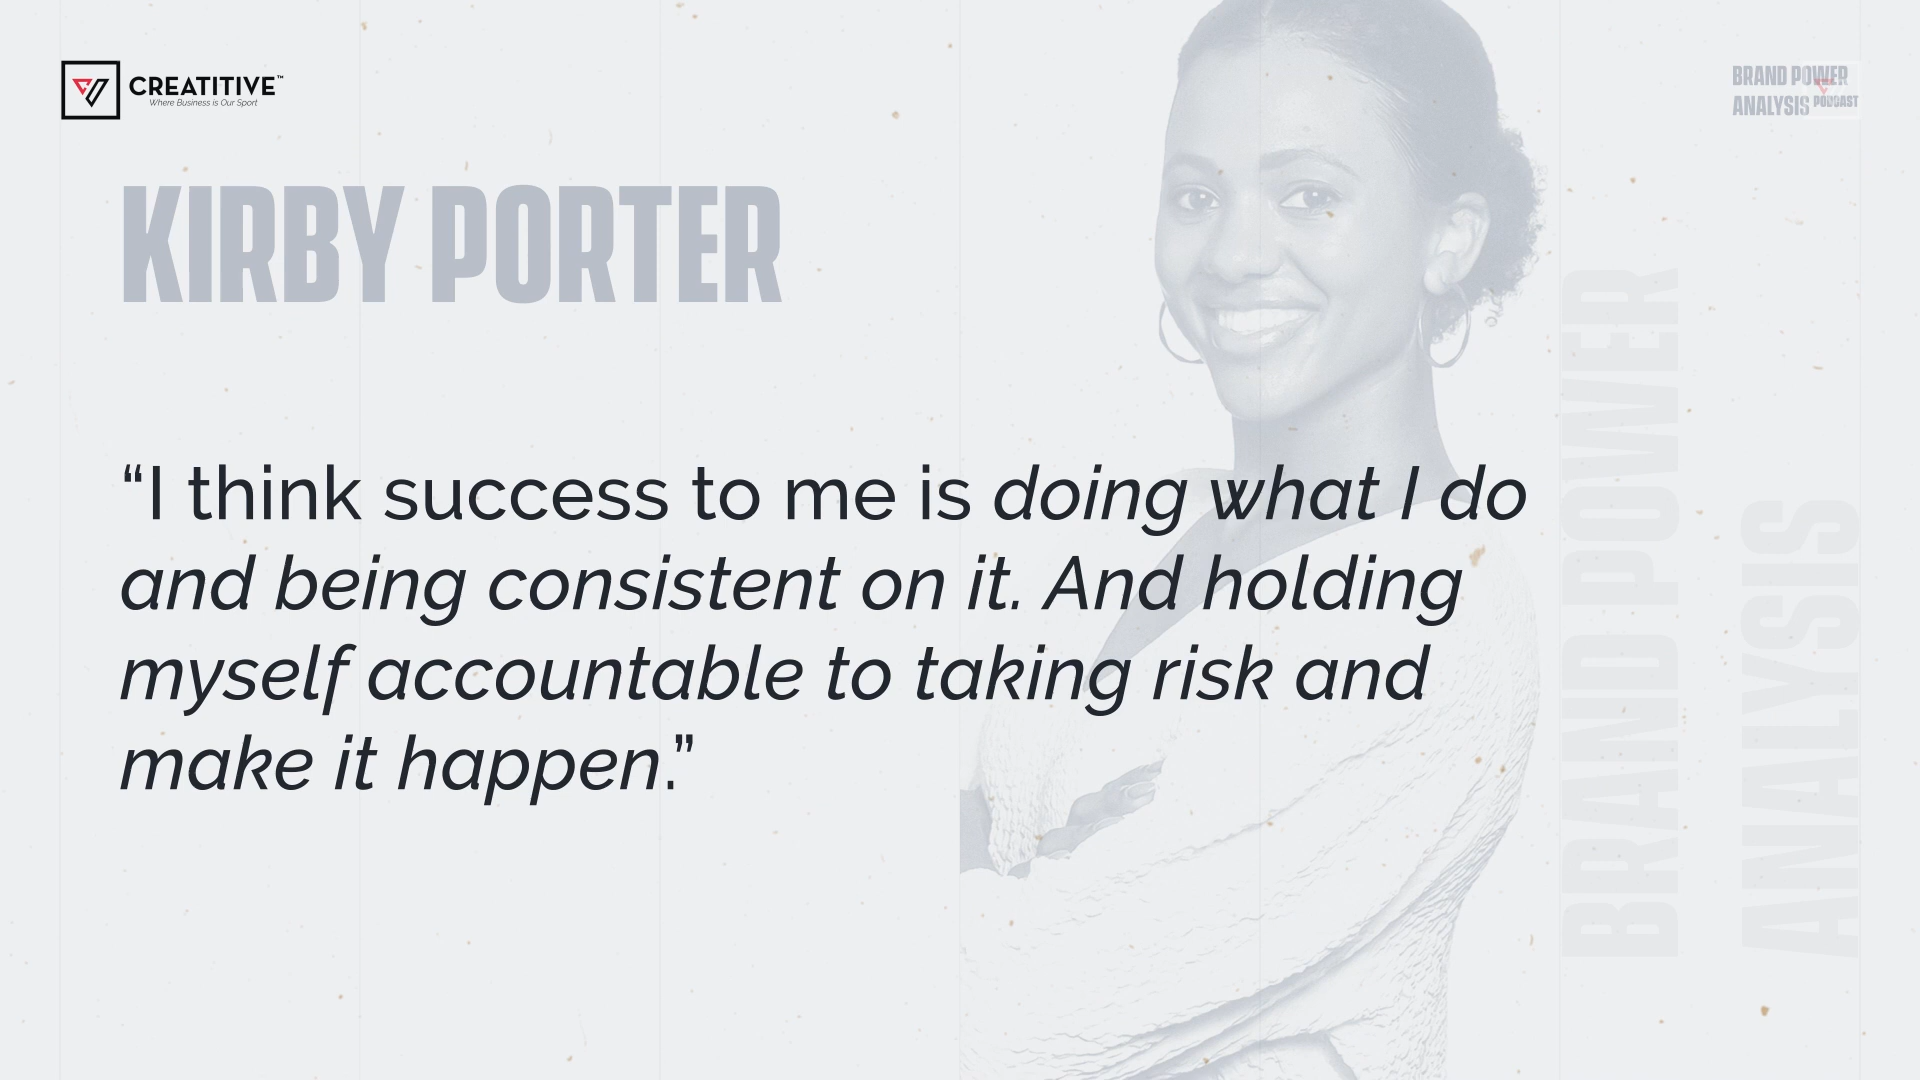 CREATITIVE™
Where Business is Our Sport
BRAND POWER
ANALYSIS PODCAST
KIRBY PORTER
“I think success to me is doing what I do
and being consistent on it. And holding
myself accountable to taking risk and
make it happen.”
BRAND POWER
ANALYSIS